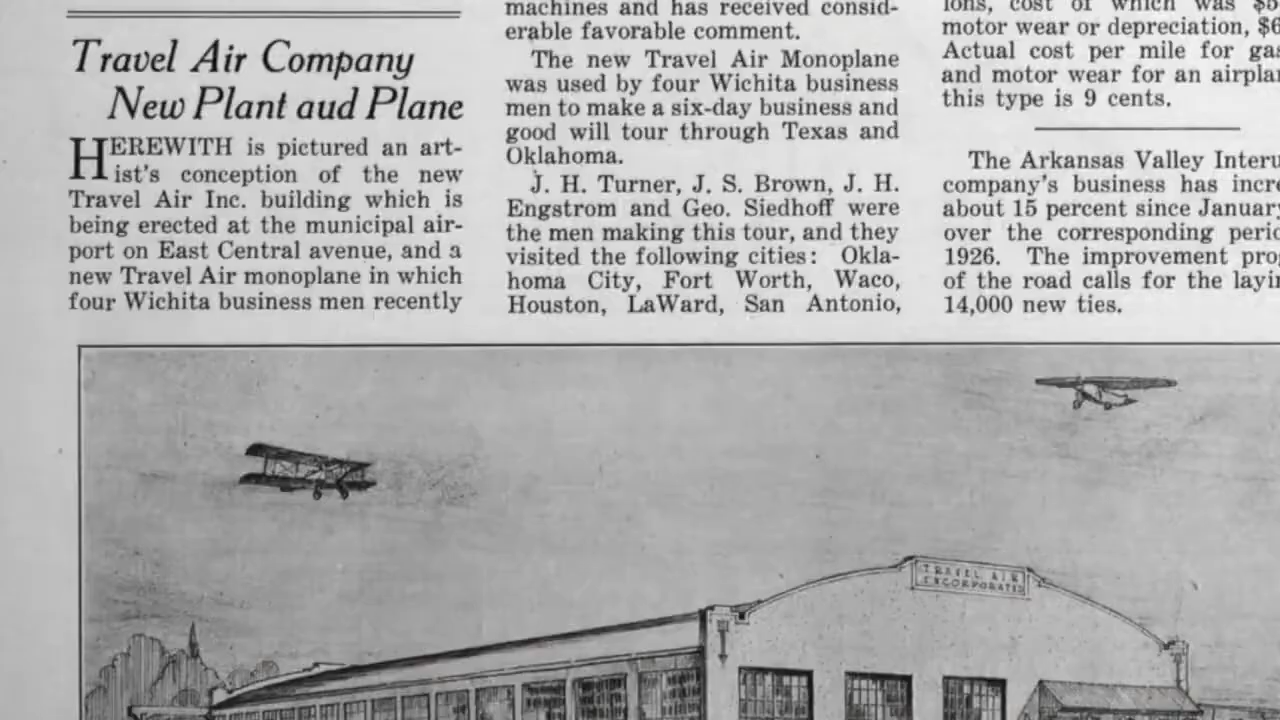 Travel Air Company
New Plant aud Plane
HEREWITH is pictured an art-
ist's conception of the new
Travel Air Inc. building which is
being erected at the municipal air-
port on East Central avenue, and a
new Travel Air monoplane in which
four Wichita business men recently
machines and has received consid-
erable favorable comment.
The new Travel Air Monoplane
was used by four Wichita business
men to make a six-day business and
good will tour through Texas and
Oklahoma.
J. H. Turner, J. S. Brown, J. H.
Engstrom and Geo. Siedhoff were
the men making this tour, and they
visited the following cities: Okla-
homa City, Fort Worth, Waco,
Houston, LaWard, San Antonio,
ions, cost of which was $5
motor wear or depreciation, $6
Actual cost per mile for gas
and motor wear for an airplan
this type is 9 cents.
The Arkansas Valley Interu
company's business has incre
about 15 percent since January
over the corresponding perio
1926. The improvement prog
of the road calls for the layin
14,000 new ties.
TRAVEL AIR
INCORPORATED